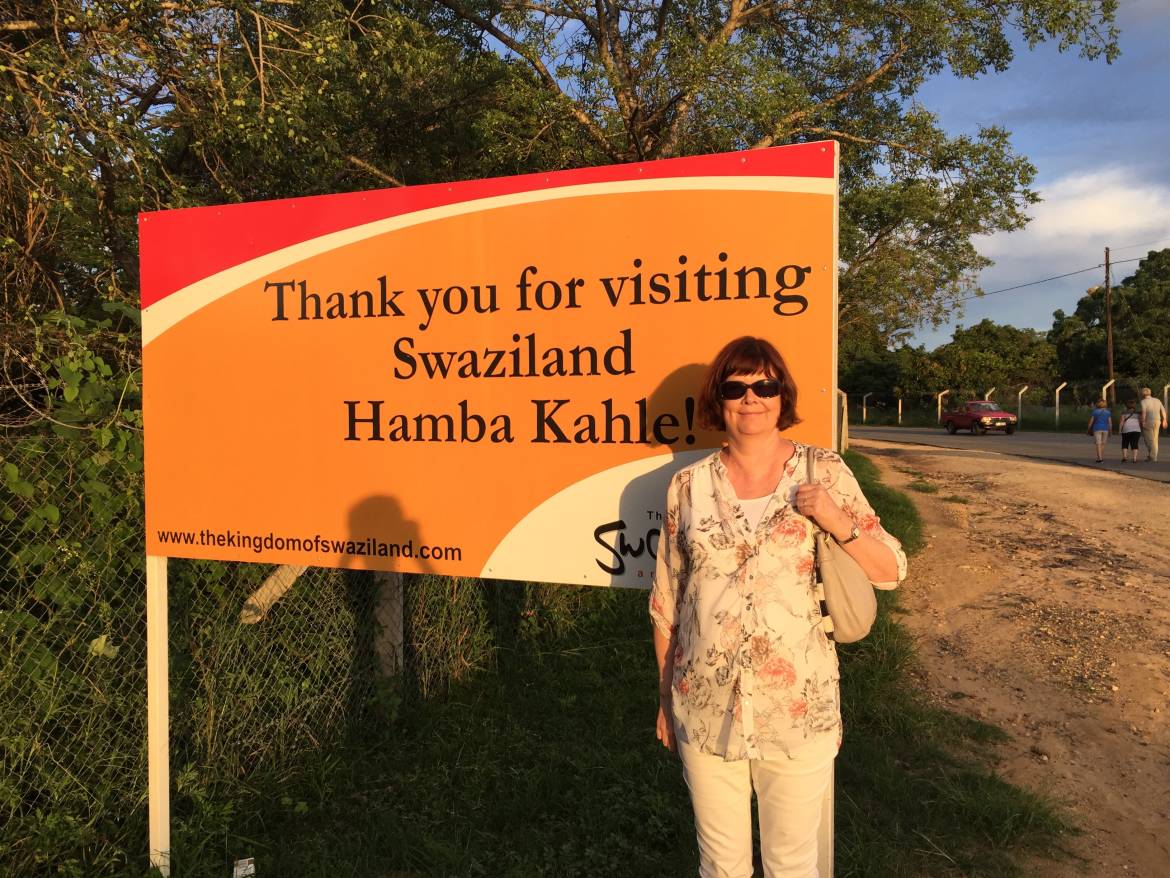 Thank you for visiting
Swaziland
Hamba Kahle!
www.thekingdomofswaziland.com